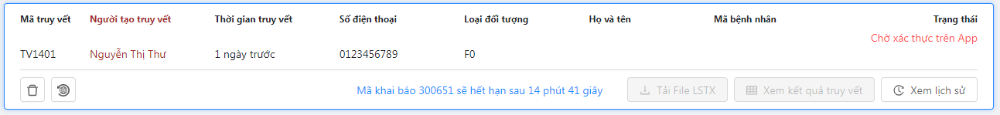 Mã truy vết Người tạo truy vết Thời gian truy vết Số điện thoại Loại đối tượng Họ và tên Mã bệnh nhân Trạng thái
Chờ xác thực trên App
TV1401 Nguyễn Thị Thư 1 ngày trước 0123456789 F0
Mã khai báo 300651 sẽ hết hạn sau 14 phút 41 giây Tải File LSTX Xem kết quả truy vết Xem lịch sử